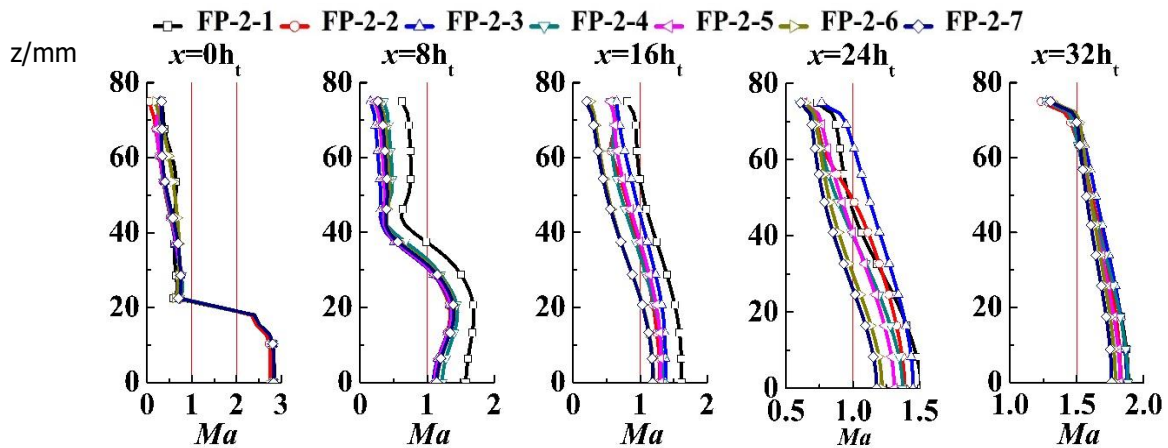 FP-2-1 FP-2-2 FP-2-3 FP-2-4 FP-2-5 FP-2-6 FP-2-7
z/mm x=0hₜ x=8hₜ x=16hₜ x=24hₜ x=32hₜ
80 80 80 80 80
60 60 60 60 60
40 40 40 40 40
20 20 20 20 20
0 0 0 0 0
0 1 2 3 0 1 2 0 1 2 0.5 1.0 1.5 1.0 1.5 2.0
Ma Ma Ma Ma Ma